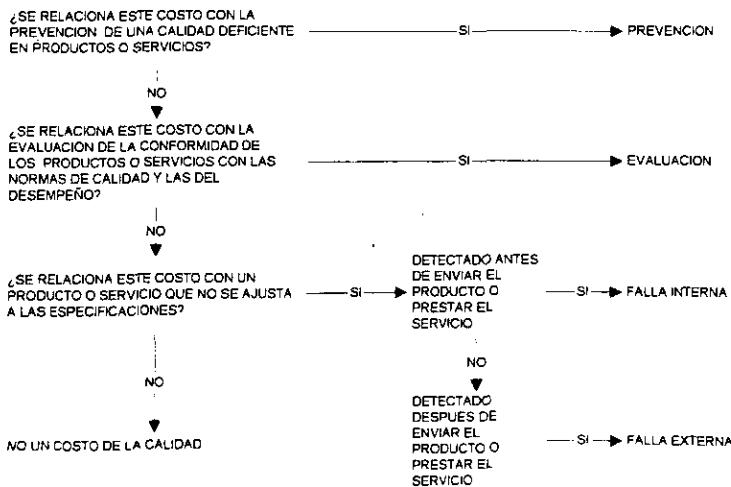 ¿SE RELACIONA ESTE COSTO CON LA
PREVENCION DE UNA CALIDAD DEFICIENTE
EN PRODUCTOS O SERVICIOS?
SI
PREVENCION
NO
¿SE RELACIONA ESTE COSTO CON LA
EVALUACION DE LA CONFORMIDAD DE
LOS PRODUCTOS O SERVICIOS CON LAS
NORMAS DE CALIDAD Y LAS DEL
DESEMPEÑO?
SI
EVALUACION
NO
¿SE RELACIONA ESTE COSTO CON UN
PRODUCTO O SERVICIO QUE NO SE AJUSTA
A LAS ESPECIFICACIONES?
SI
DETECTADO ANTES
DE ENVIAR EL
PRODUCTO O
PRESTAR EL
SERVICIO
SI
FALLA INTERNA
NO
NO
NO UN COSTO DE LA CALIDAD
DETECTADO
DESPUES DE
ENVIAR EL
PRODUCTO O
PRESTAR EL
SERVICIO
SI
FALLA EXTERNA